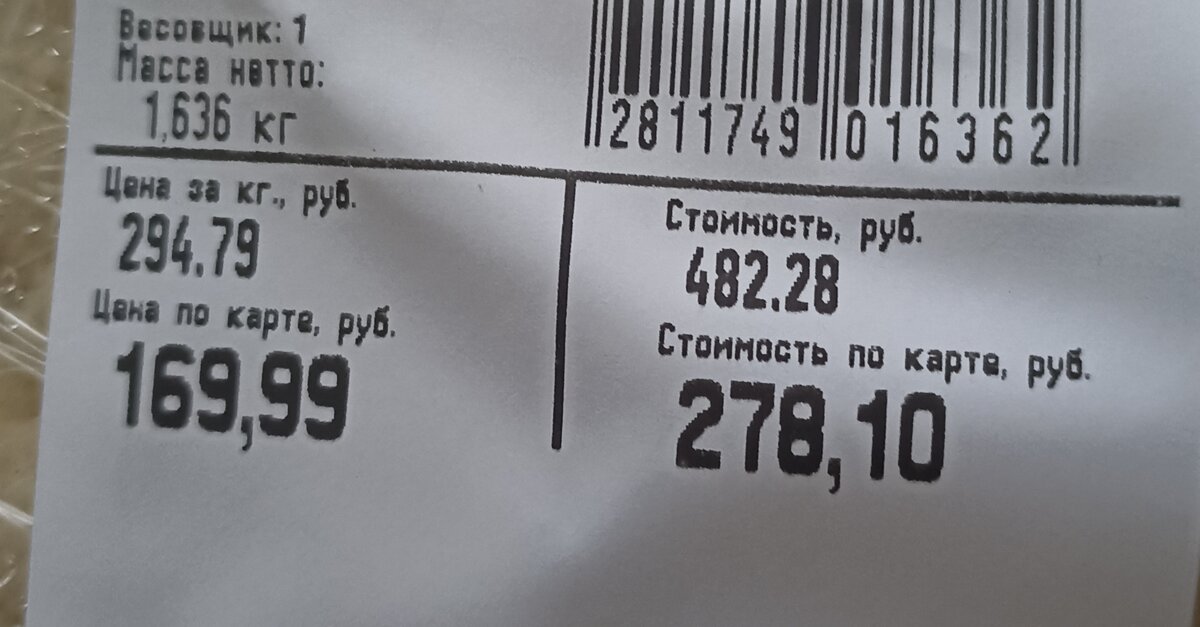 Весовщик: 1
Масса нетто:
1,636 кг
2811749 016362
Цена за кг., руб.
294.79
Цена по карте, руб.
169,99
Стоимость, руб.
482.28
Стоимость по карте, руб.
278,10